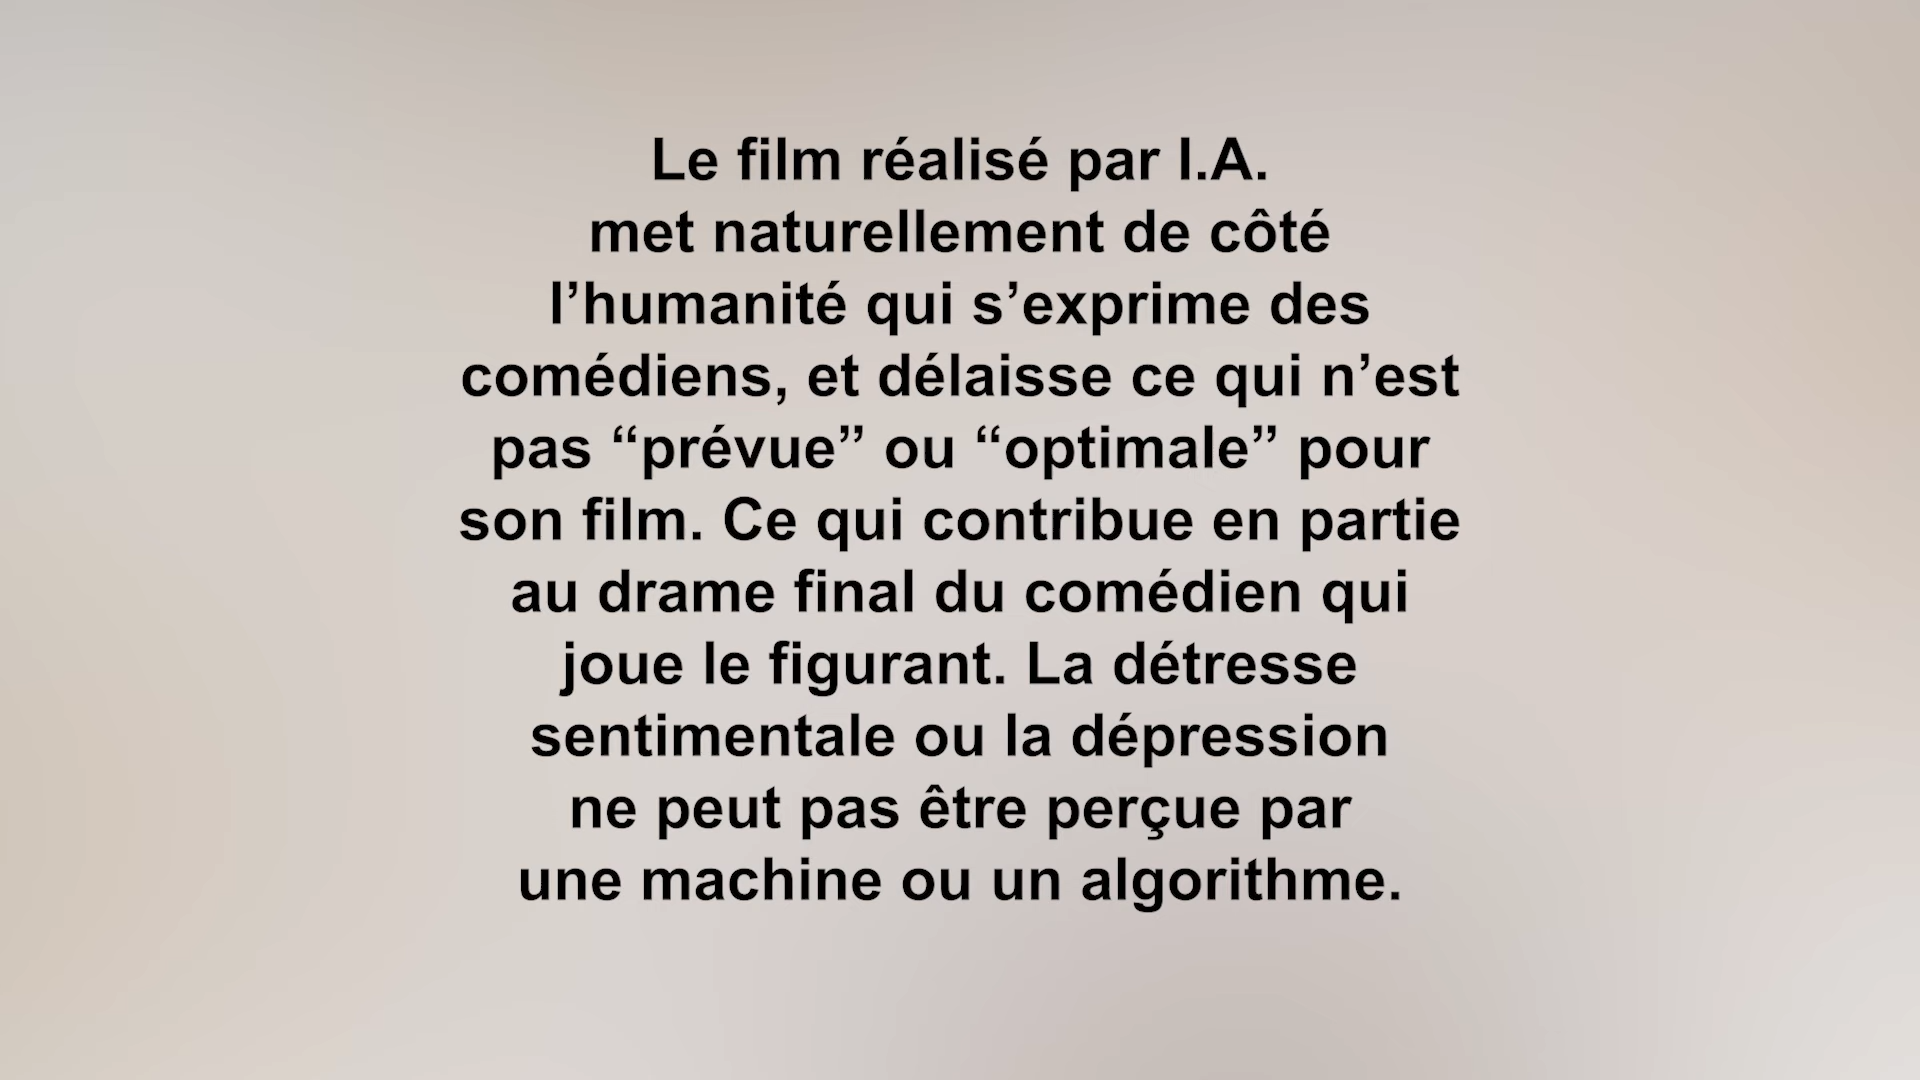 Le film réalisé par I.A.
met naturellement de côté
l’humanité qui s’exprime des
comédiens, et délaisse ce qui n’est
pas “prévue” ou “optimale” pour
son film. Ce qui contribue en partie
au drame final du comédien qui
joue le figurant. La détresse
sentimentale ou la dépression
ne peut pas être perçue par
une machine ou un algorithme.